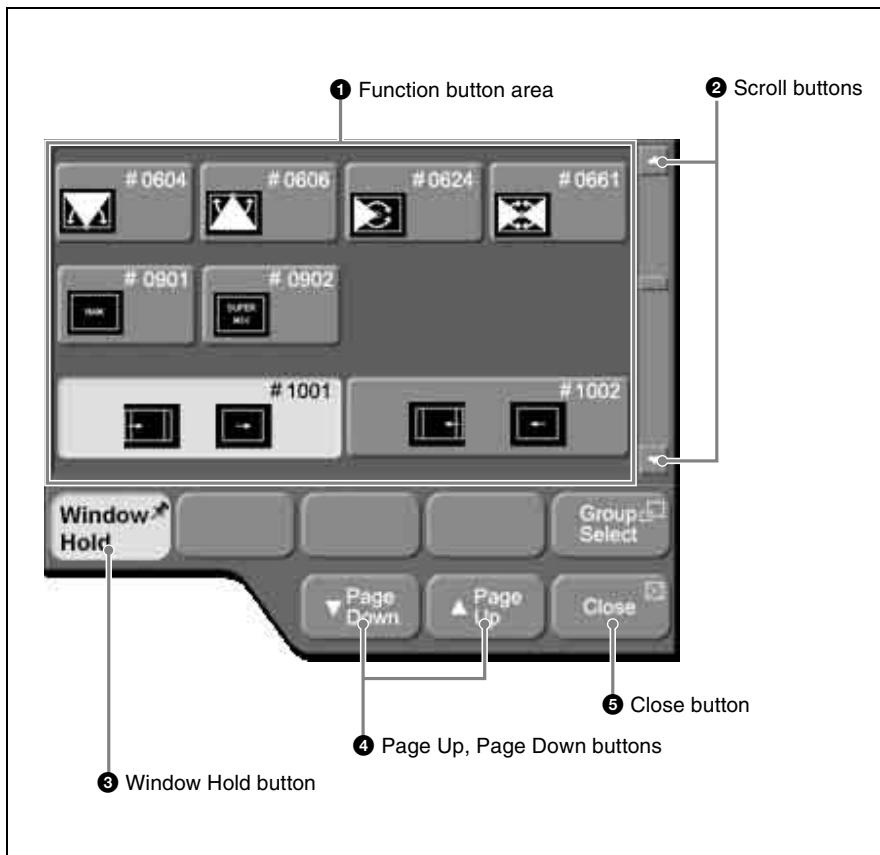 ❶ Function button area
❷ Scroll buttons
# 0604
# 0606
# 0624
# 0661
# 0901
# 0902
SUPER
MIX
# 1001
# 1002
Window
Hold
Group
Select
▼ Page
Down
▲ Page
Up
Close
❺ Close button
❹ Page Up, Page Down buttons
❸ Window Hold button